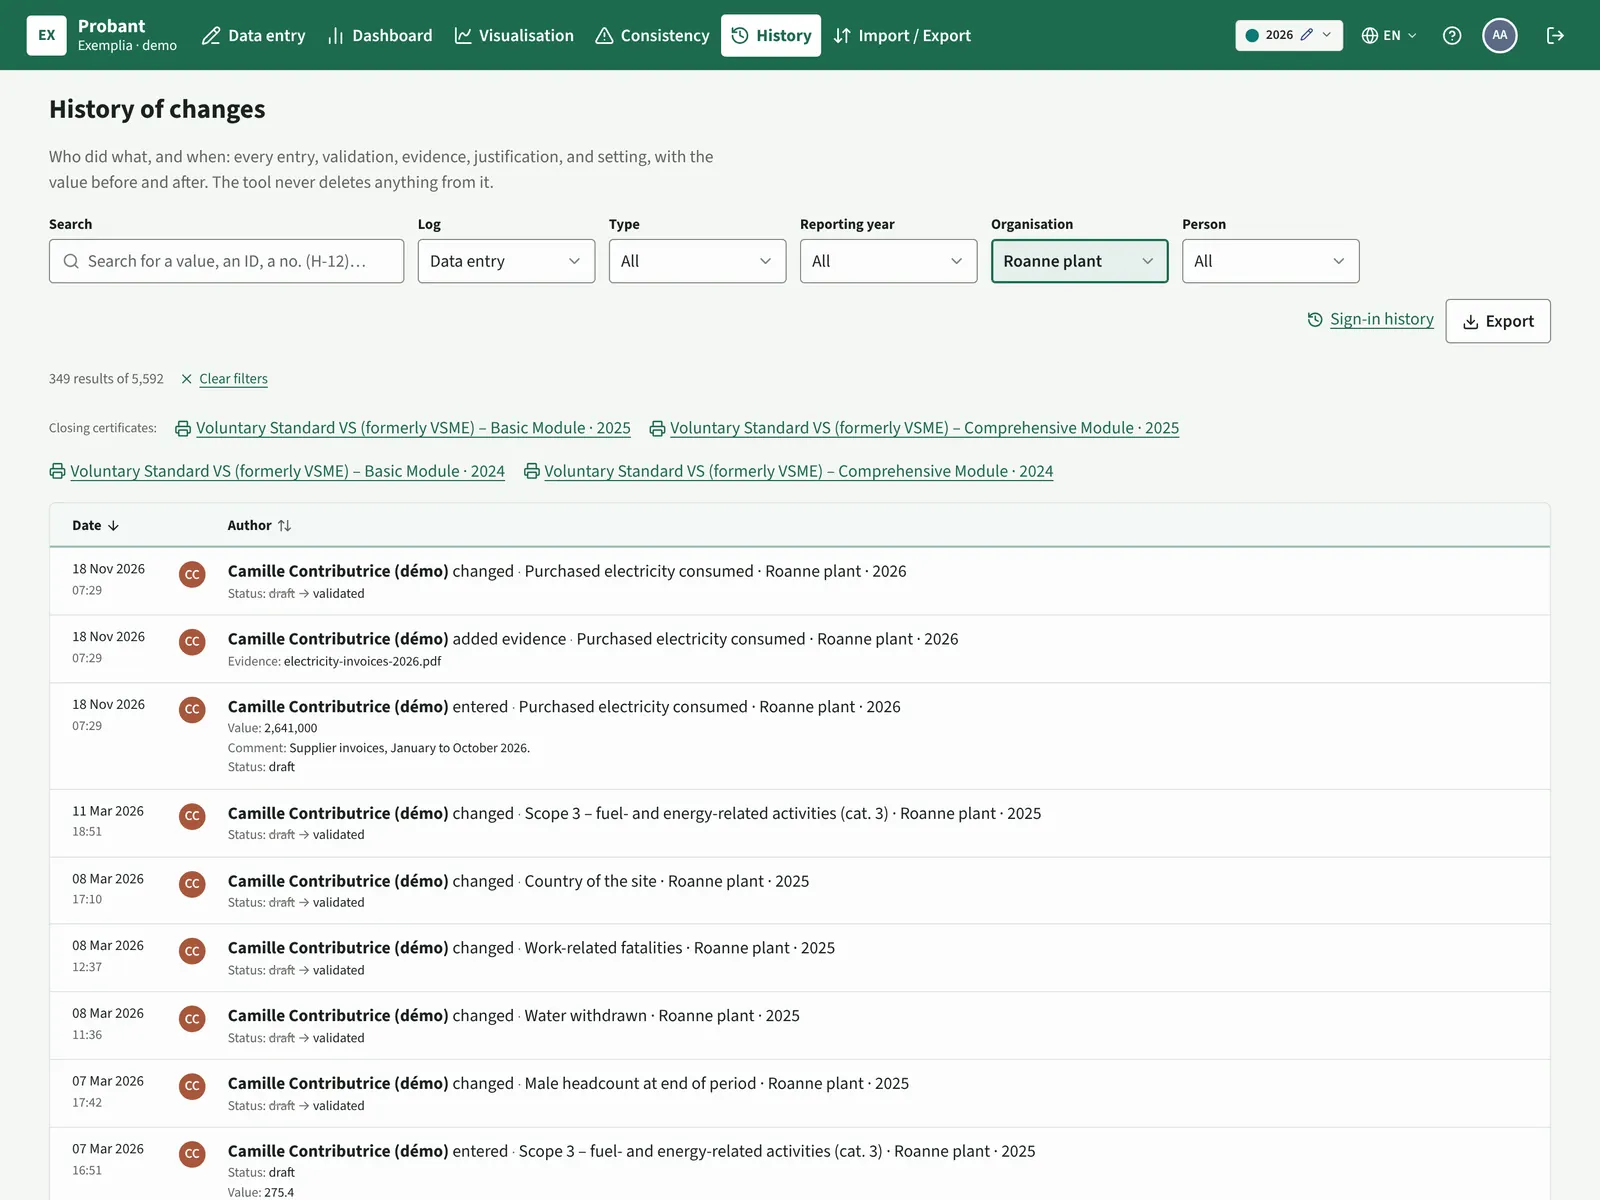 EX
Probant
Exemplia · demo
Data entry
Dashboard
Visualisation
Consistency
History
Import / Export
2026
EN
AA
History of changes
Who did what, and when: every entry, validation, evidence, justification, and setting, with the
value before and after. The tool never deletes anything from it.
Search
Log
Type
Reporting year
Organisation
Person
Search for a value, an ID, a no. (H-12)…
Data entry
All
All
Roanne plant
All
Sign-in history
Export
349 results of 5,592
Clear filters
Closing certificates:
Voluntary Standard VS (formerly VSME) – Basic Module · 2025
Voluntary Standard VS (formerly VSME) – Comprehensive Module · 2025
Voluntary Standard VS (formerly VSME) – Basic Module · 2024
Voluntary Standard VS (formerly VSME) – Comprehensive Module · 2024
Date ↓
Author ↑↓
18 Nov 2026
07:29
CC
Camille Contributrice (démo) changed · Purchased electricity consumed · Roanne plant · 2026
Status: draft → validated
18 Nov 2026
07:29
CC
Camille Contributrice (démo) added evidence · Purchased electricity consumed · Roanne plant · 2026
Evidence: electricity-invoices-2026.pdf
18 Nov 2026
07:29
CC
Camille Contributrice (démo) entered · Purchased electricity consumed · Roanne plant · 2026
Value: 2,641,000
Comment: Supplier invoices, January to October 2026.
Status: draft
11 Mar 2026
18:51
CC
Camille Contributrice (démo) changed · Scope 3 – fuel- and energy-related activities (cat. 3) · Roanne plant · 2025
Status: draft → validated
08 Mar 2026
17:10
CC
Camille Contributrice (démo) changed · Country of the site · Roanne plant · 2025
Status: draft → validated
08 Mar 2026
12:37
CC
Camille Contributrice (démo) changed · Work-related fatalities · Roanne plant · 2025
Status: draft → validated
08 Mar 2026
11:36
CC
Camille Contributrice (démo) changed · Water withdrawn · Roanne plant · 2025
Status: draft → validated
07 Mar 2026
17:42
CC
Camille Contributrice (démo) changed · Male headcount at end of period · Roanne plant · 2025
Status: draft → validated
07 Mar 2026
16:51
CC
Camille Contributrice (démo) entered · Scope 3 – fuel- and energy-related activities (cat. 3) · Roanne plant · 2025
Status: draft
Value: 275.4